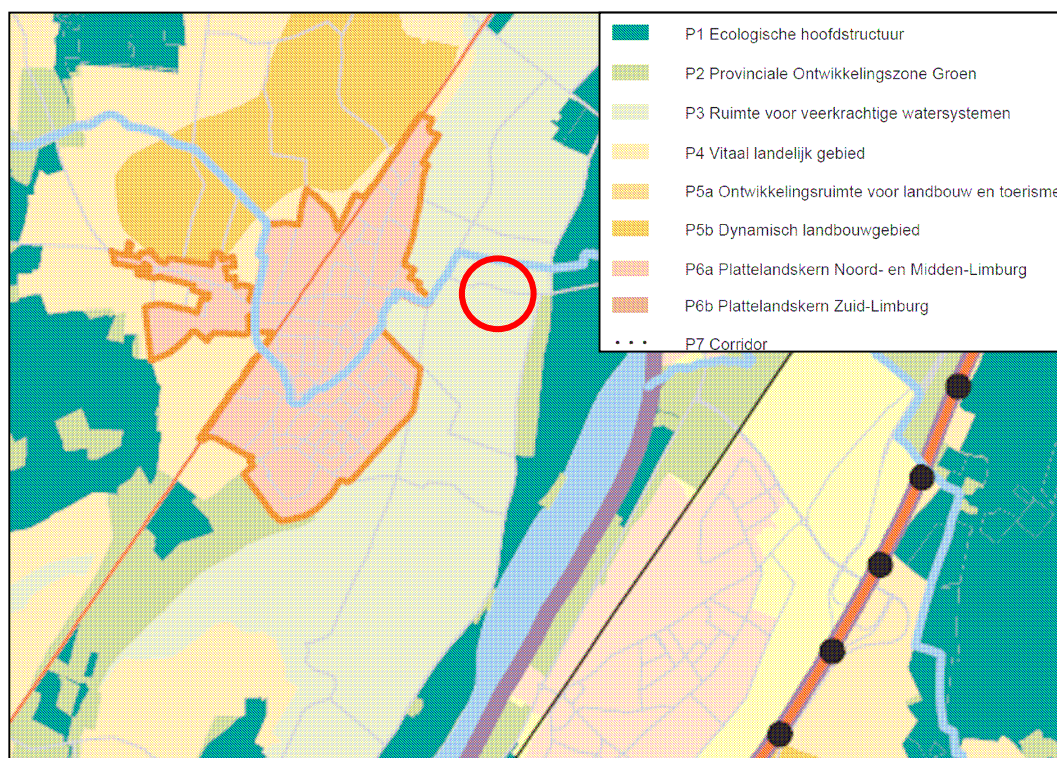 P1 Ecologische hoofdstructuur
P2 Provinciale Ontwikkelingszone Groen
P3 Ruimte voor veerkrachtige watersystemen
P4 Vitaal landelijk gebied
P5a Ontwikkelingsruimte voor landbouw en toerisme
P5b Dynamisch landbouwgebied
P6a Plattelandskern Noord- en Midden-Limburg
P6b Plattelandskern Zuid-Limburg
P7 Corridor